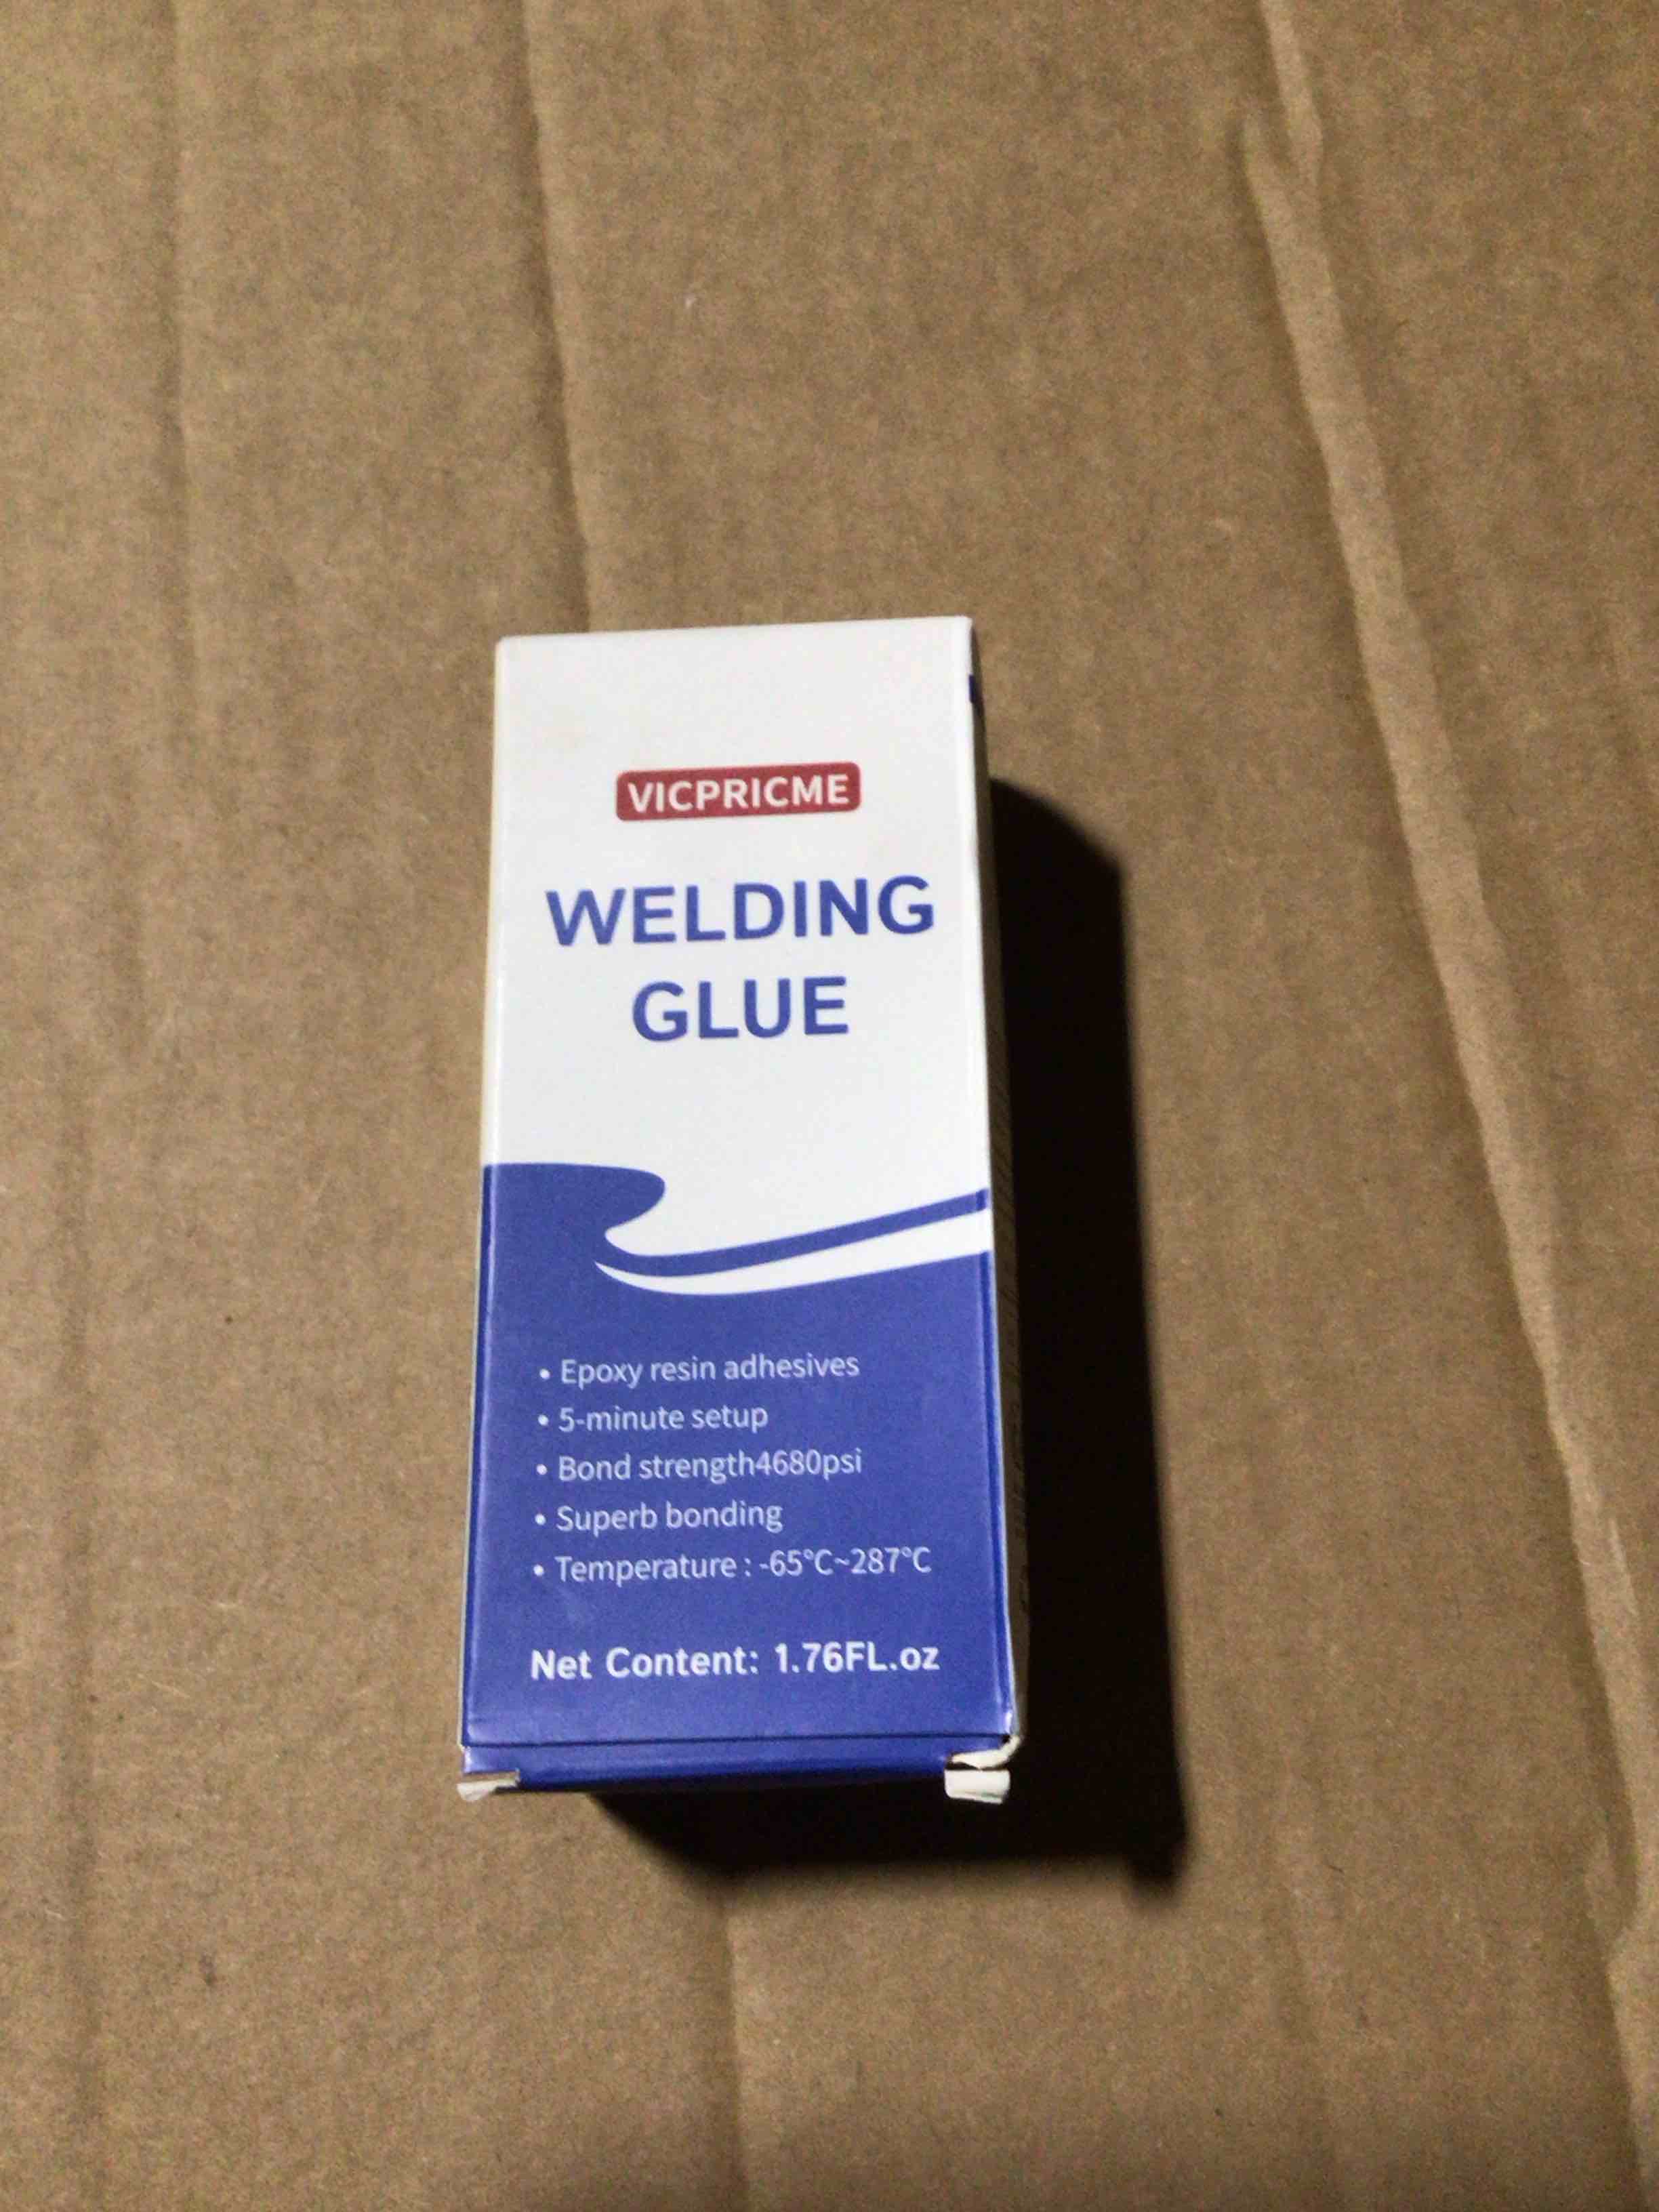 VICPRICME
WELDING
GLUE
• Epoxy resin adhesives
• 5-minute setup
• Bond strength4680psi
• Superb bonding
• Temperature : -65°C~287°C
Net Content: 1.76FL.oz